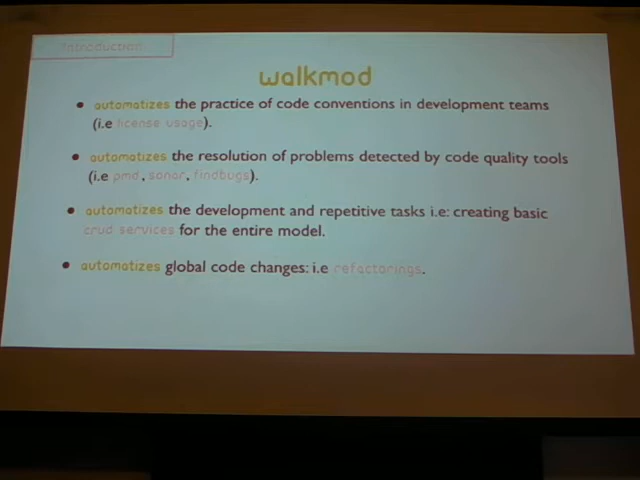 Introduction
walkmod
• automatizes the practice of code conventions in development teams
(i.e license usage).
• automatizes the resolution of problems detected by code quality tools
(i.e pmd, sonar, findbugs).
• automatizes the development and repetitive tasks i.e: creating basic
crud services for the entire model.
• automatizes global code changes: i.e refactorings.